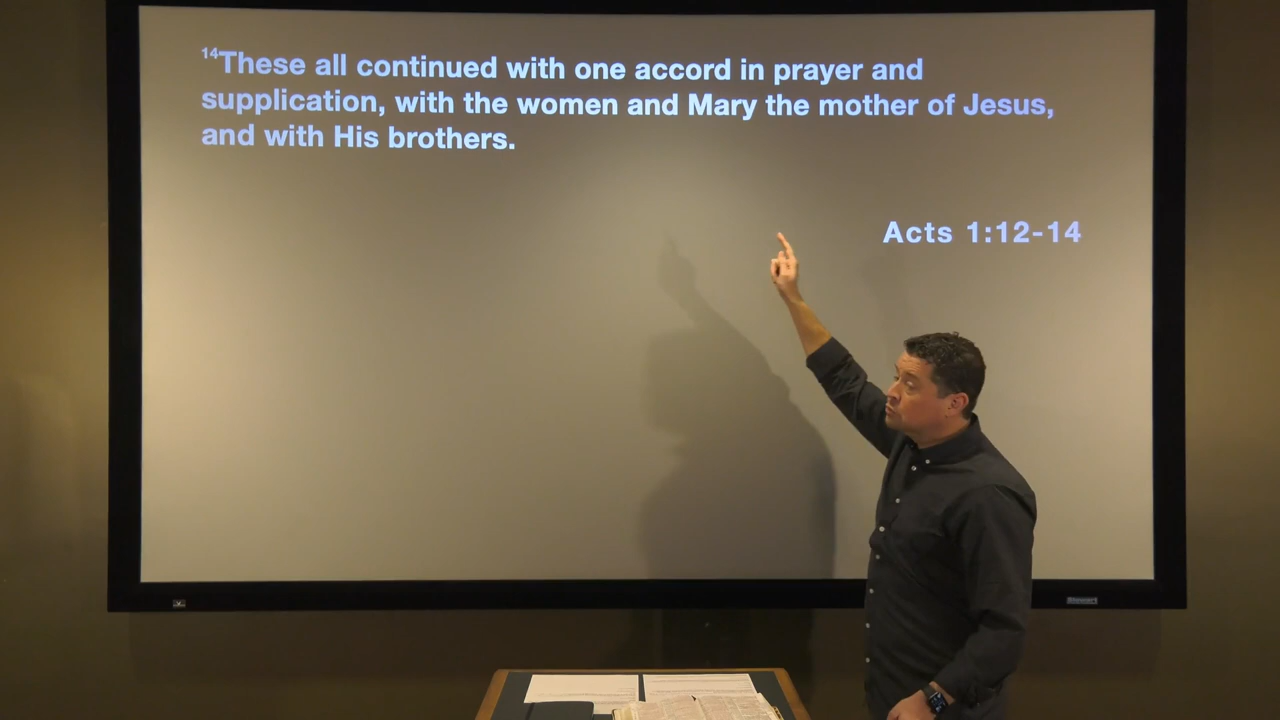 14These all continued with one accord in prayer and
supplication, with the women and Mary the mother of Jesus,
and with His brothers.
Acts 1:12-14
Stewart